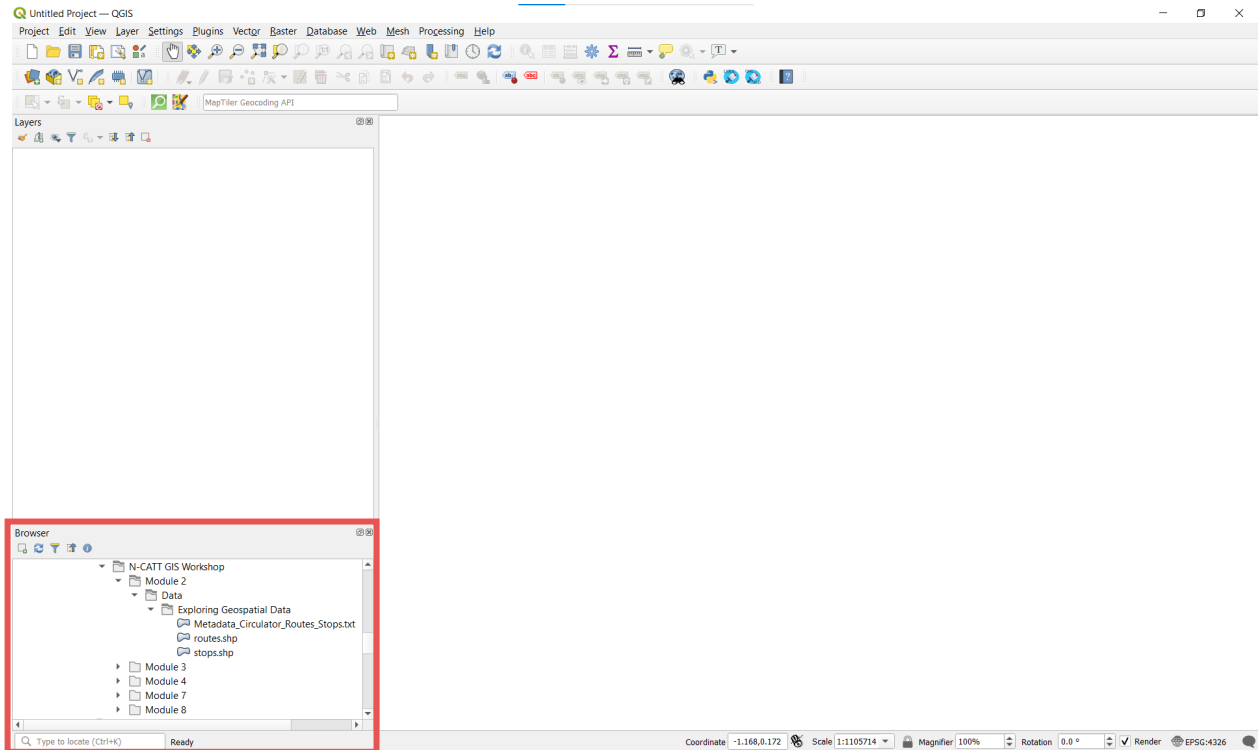 Untitled Project — QGIS
Project Edit View Layer Settings Plugins Vector Raster Database Web Mesh Processing Help
MapTiler Geocoding API
Layers
Browser
N-CATT GIS Workshop
Module 2
Data
Exploring Geospatial Data
Metadata_Circulator_Routes_Stops.txt
routes.shp
stops.shp
Module 3
Module 4
Module 7
Module 8
Type to locate (Ctrl+K) Ready Coordinate -1.168,0.172 Scale 1:1105714 Magnifier 100% Rotation 0.0 ° Render EPSG:4326